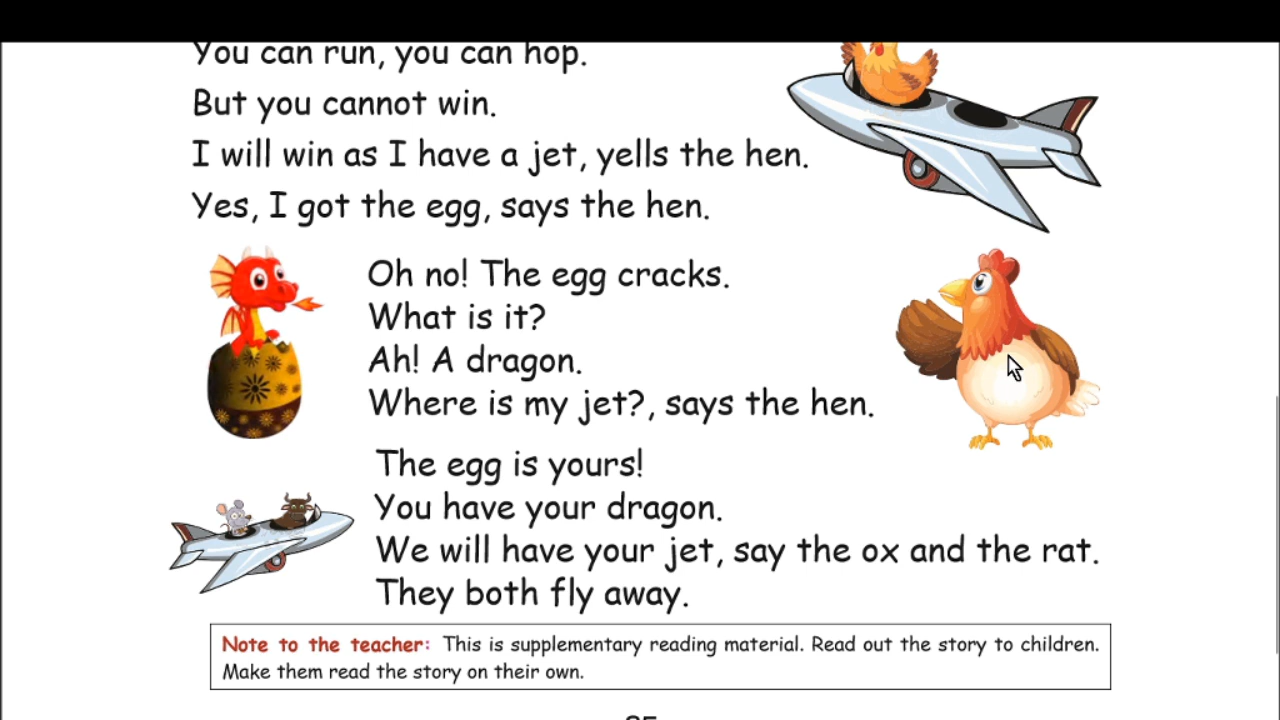 You can run, you can hop.
But you cannot win.
I will win as I have a jet, yells the hen.
Yes, I got the egg, says the hen.
Oh no! The egg cracks.
What is it?
Ah! A dragon.
Where is my jet?, says the hen.
The egg is yours!
You have your dragon.
We will have your jet, say the ox and the rat.
They both fly away.
Note to the teacher: This is supplementary reading material. Read out the story to children.
Make them read the story on their own.